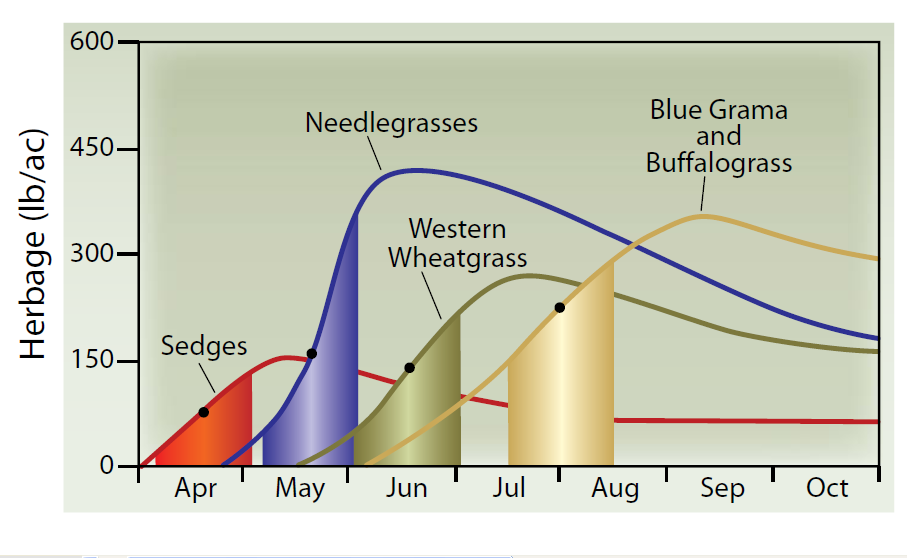 600
450
300
150
0
Herbage (lb/ac)
Needlegrasses
Blue Grama
and
Buffalograss
Western
Wheatgrass
Sedges
Apr
May
Jun
Jul
Aug
Sep
Oct